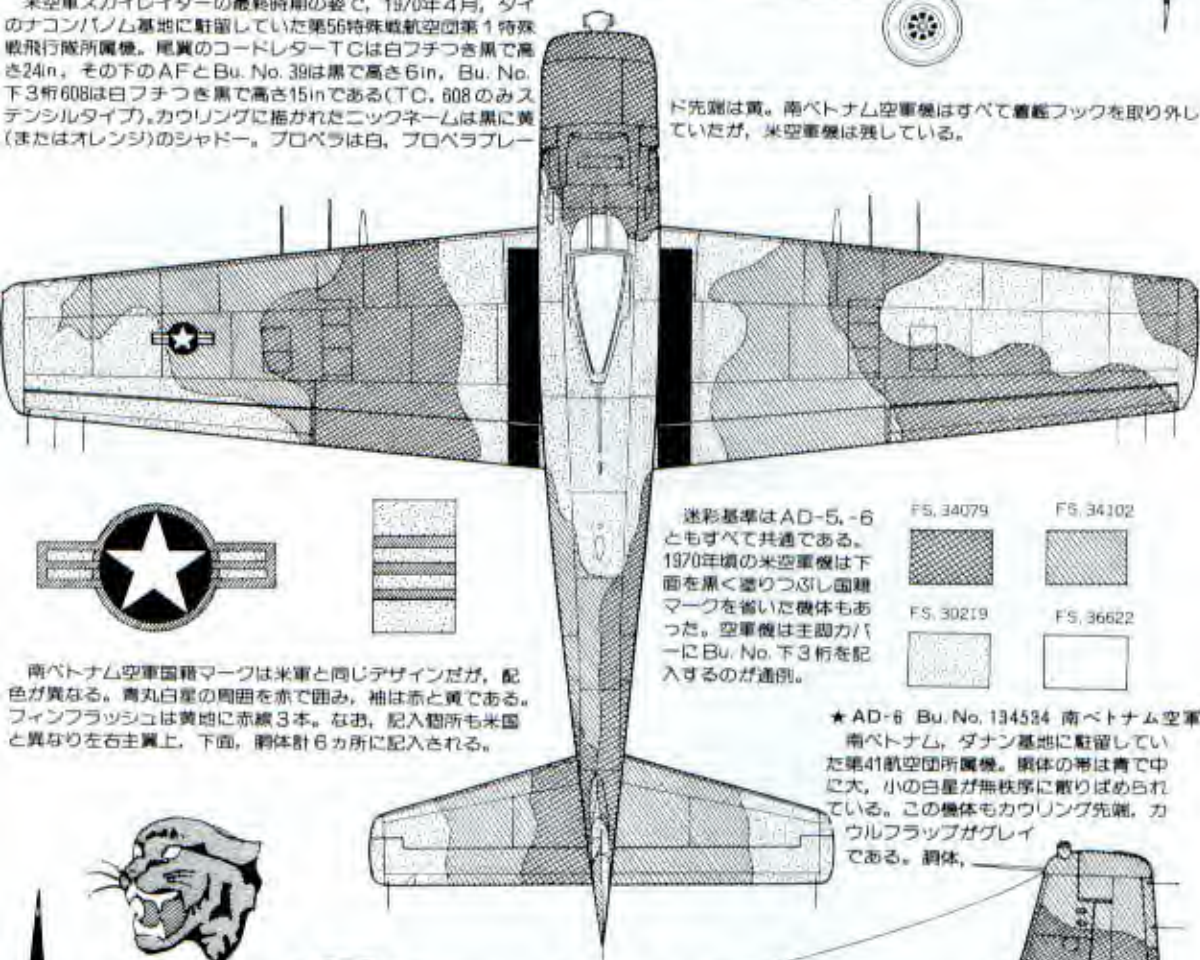 米空軍スカイレイダーの最終時期の姿で，1970年4月，タイ
のナコンパノム基地に駐留していた第56特殊戦航空団第1特殊
戦飛行隊所属機。尾翼のコードレターTCは白フチつき黒で高
さ24in，その下のAFとBu. No. 39は黒で高さ6in，Bu. No.
下3桁608は白フチつき黒で高さ15inである(TC，608のみス
テンシルタイプ)。カウリングに描かれたニックネームは黒に黄
(またはオレンジ)のシャドー。プロペラは白，プロペラブレー
ド先端は黄。南ベトナム空軍機はすべて着艦フックを取り外し
ていたが，米空軍機は残している。
迷彩基準はAD-5，-6
ともすべて共通である。
1970年頃の米空軍機は下
面を黒く塗りつぶし国籍
マークを省いた機体もあ
った。空軍機は主脚カバ
ーにBu. No. 下3桁を記
入するのが通例。
FS. 34079
FS. 34102
FS. 30219
FS. 36622
南ベトナム空軍国籍マークは米軍と同じデザインだが，配
色が異なる。青丸白星の周囲を赤で囲み，袖は赤と黄である。
フィンフラッシュは黄地に赤線3本。なお，記入個所も米国
と異なり左右主翼上，下面，胴体計6ヵ所に記入される。
★AD-6 Bu. No. 134534 南ベトナム空軍
南ベトナム，ダナン基地に駐留してい
た第41航空団所属機。胴体の帯は青で中
に大，小の白星が無秩序に散りばめられ
ている。この機体もカウリング先端，カ
ウルフラップがグレイ
である。胴体，